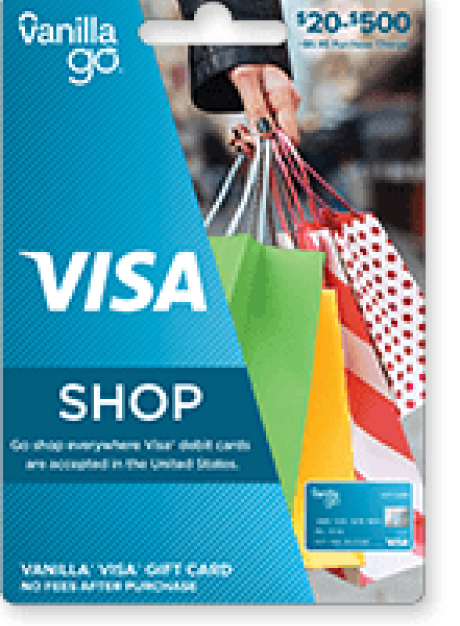 vanilla
go
$20-$500
VISA
SHOP
Go shop everywhere Visa® debit cards
are accepted in the United States.
vanilla
go
VISA
VANILLA® VISA® GIFT CARD
NO FEES AFTER PURCHASE